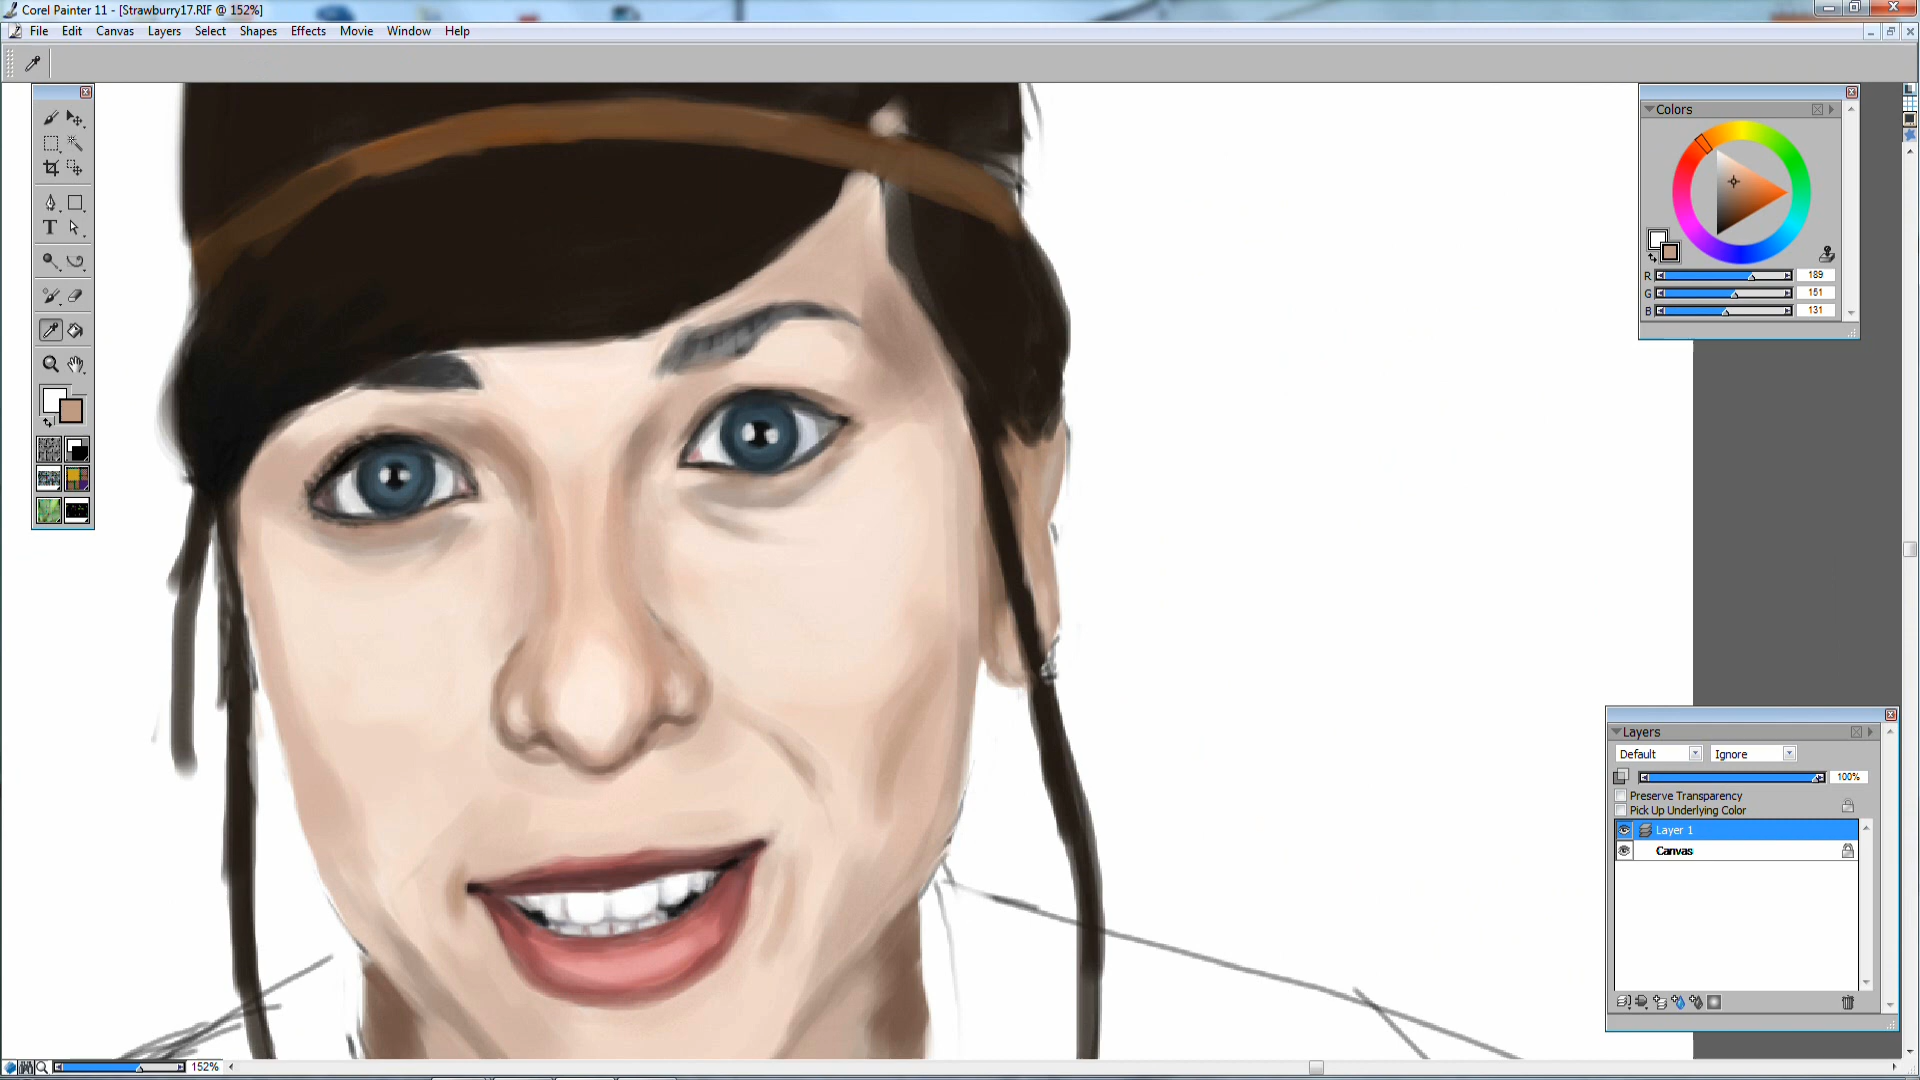 Corel Painter 11 - [Strawburry17.RIF @ 152%]
File Edit Canvas Layers Select Shapes Effects Movie Window Help
Colors
R 189
G 151
B 131
T
Layers
Default Ignore
100%
Preserve Transparency
Pick Up Underlying Color
Layer 1
Canvas
152%